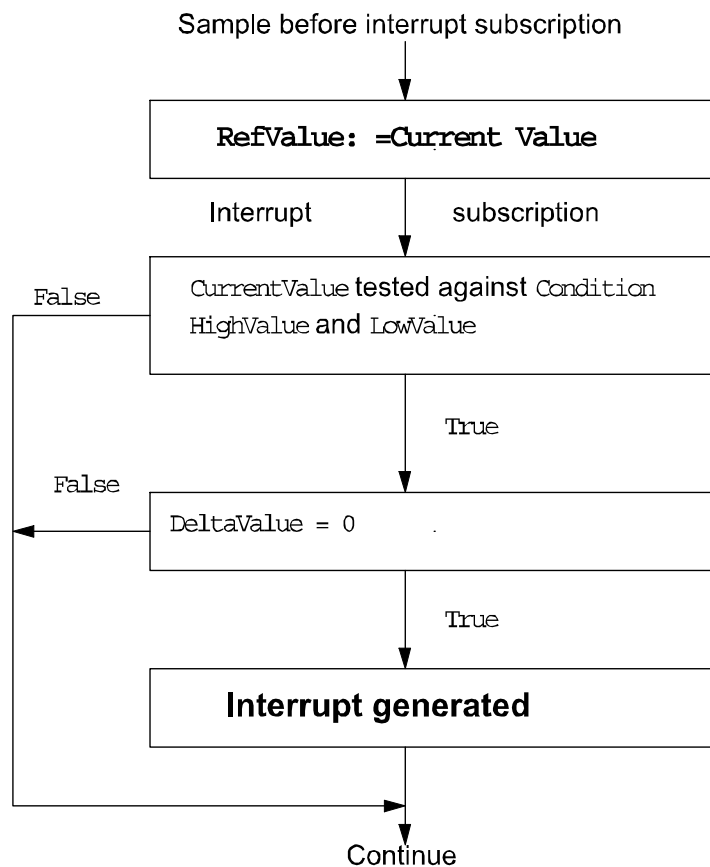 Sample before interrupt subscription
RefValue: =Current Value
Interrupt subscription
False
CurrentValue tested against Condition
HighValue and LowValue
True
False
DeltaValue = 0
True
Interrupt generated
Continue